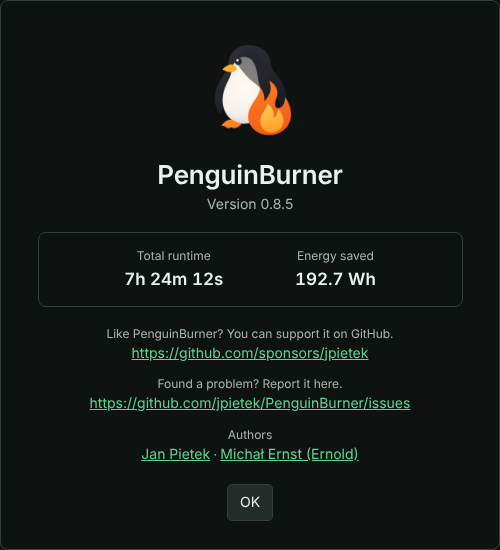 PenguinBurner
Version 0.8.5
Total runtime
Energy saved
7h 24m 12s
192.7 Wh
Like PenguinBurner? You can support it on GitHub.
https://github.com/sponsors/jpietek
Found a problem? Report it here.
https://github.com/jpietek/PenguinBurner/issues
Authors
Jan Pietek · Michał Ernst (Ernold)
OK